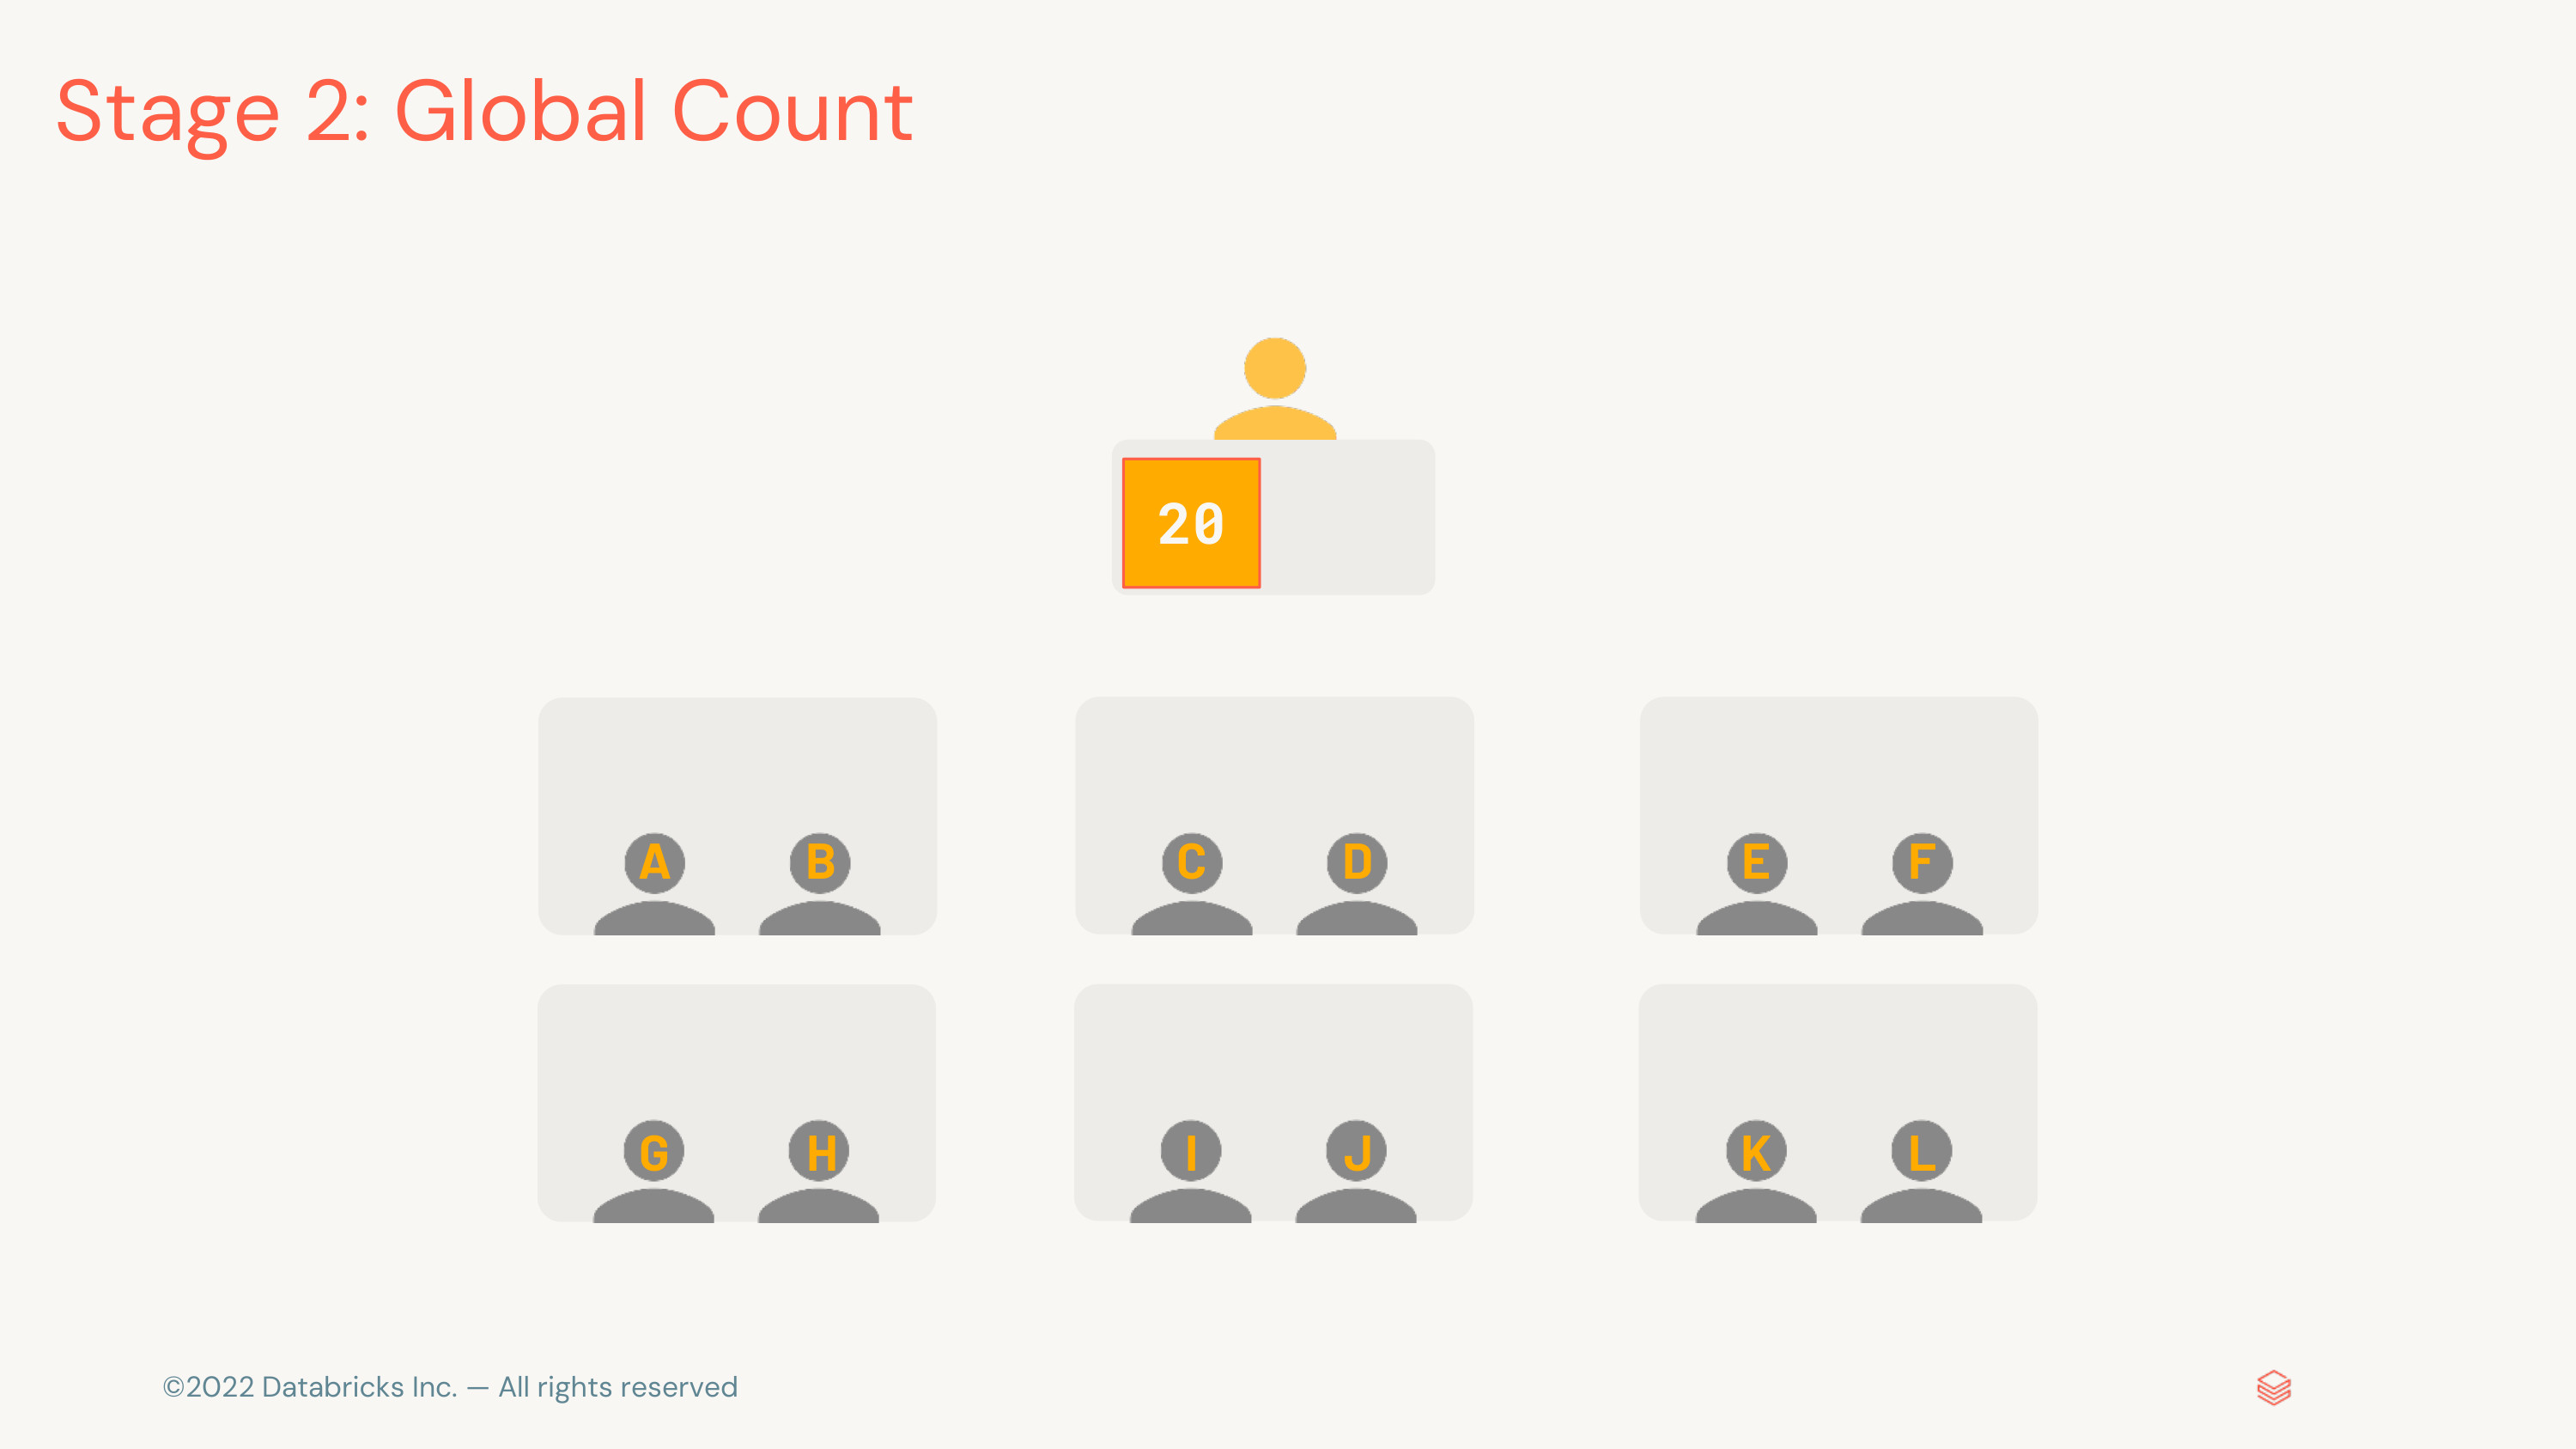 Stage 2: Global Count
20
A B C D E F
G H I J K L
©2022 Databricks Inc. — All rights reserved